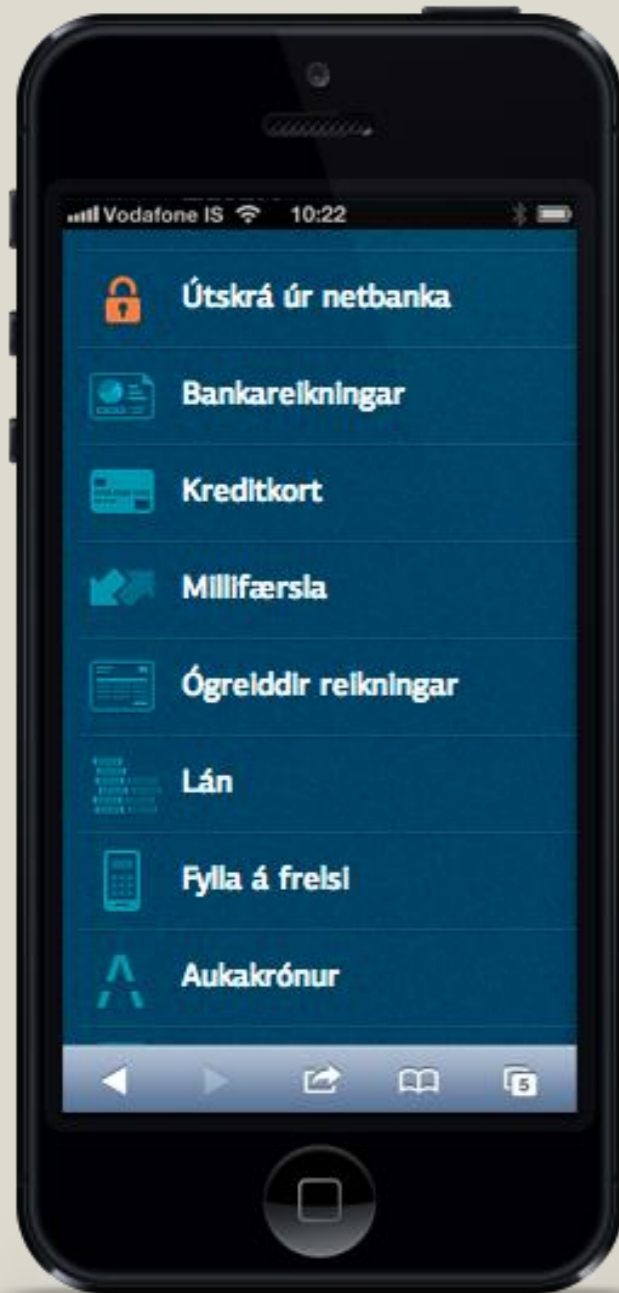 Vodafone IS 10:22
Útskrá úr netbanka
Bankareikningar
Kreditkort
Millifærsla
Ógreiddir reikningar
Lán
Fylla á frelsi
Aukakrónur
5